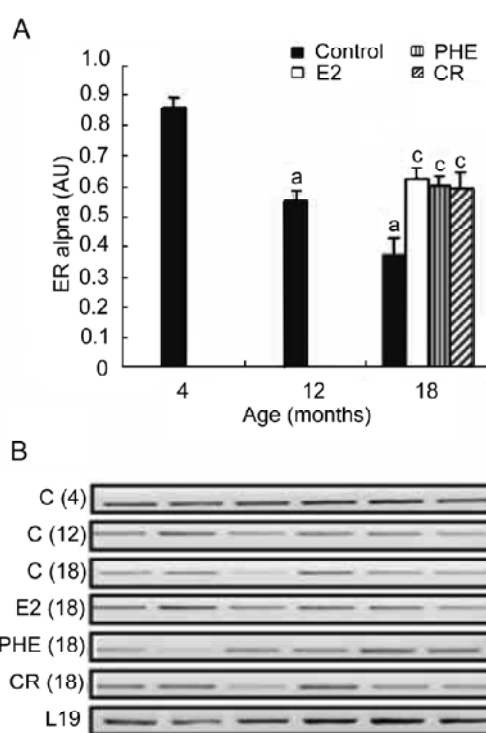 A
Control
PHE
E2
CR
ER alpna (AU)
1.0
0.9
0.8
0.7
0.6
0.5
0.4
0.3
0.2
0.1
0
a
a
c
c
c
4
12
18
Age (months)
B
C (4)
C (12)
C (18)
E2 (18)
PHE (18)
CR (18)
L19